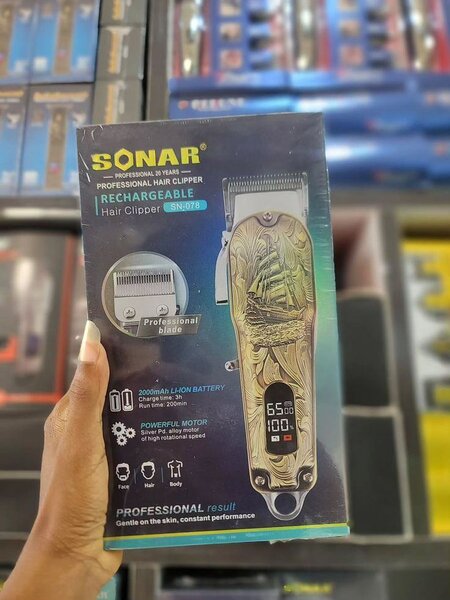 SONAR®
PROFESSIONAL 20 YEARS
PROFESSIONAL HAIR CLIPPER
RECHARGEABLE
Hair Clipper SN-078
Professional
blade
2000mAh LI-ION BATTERY
Charge time: 3h
Run time: 200min
POWERFUL MOTOR
Silver Pd. alloy motor
of high rotational speed
6500
100%
Face Hair Body
PROFESSIONAL result
Gentle on the skin, constant performance
SONAR